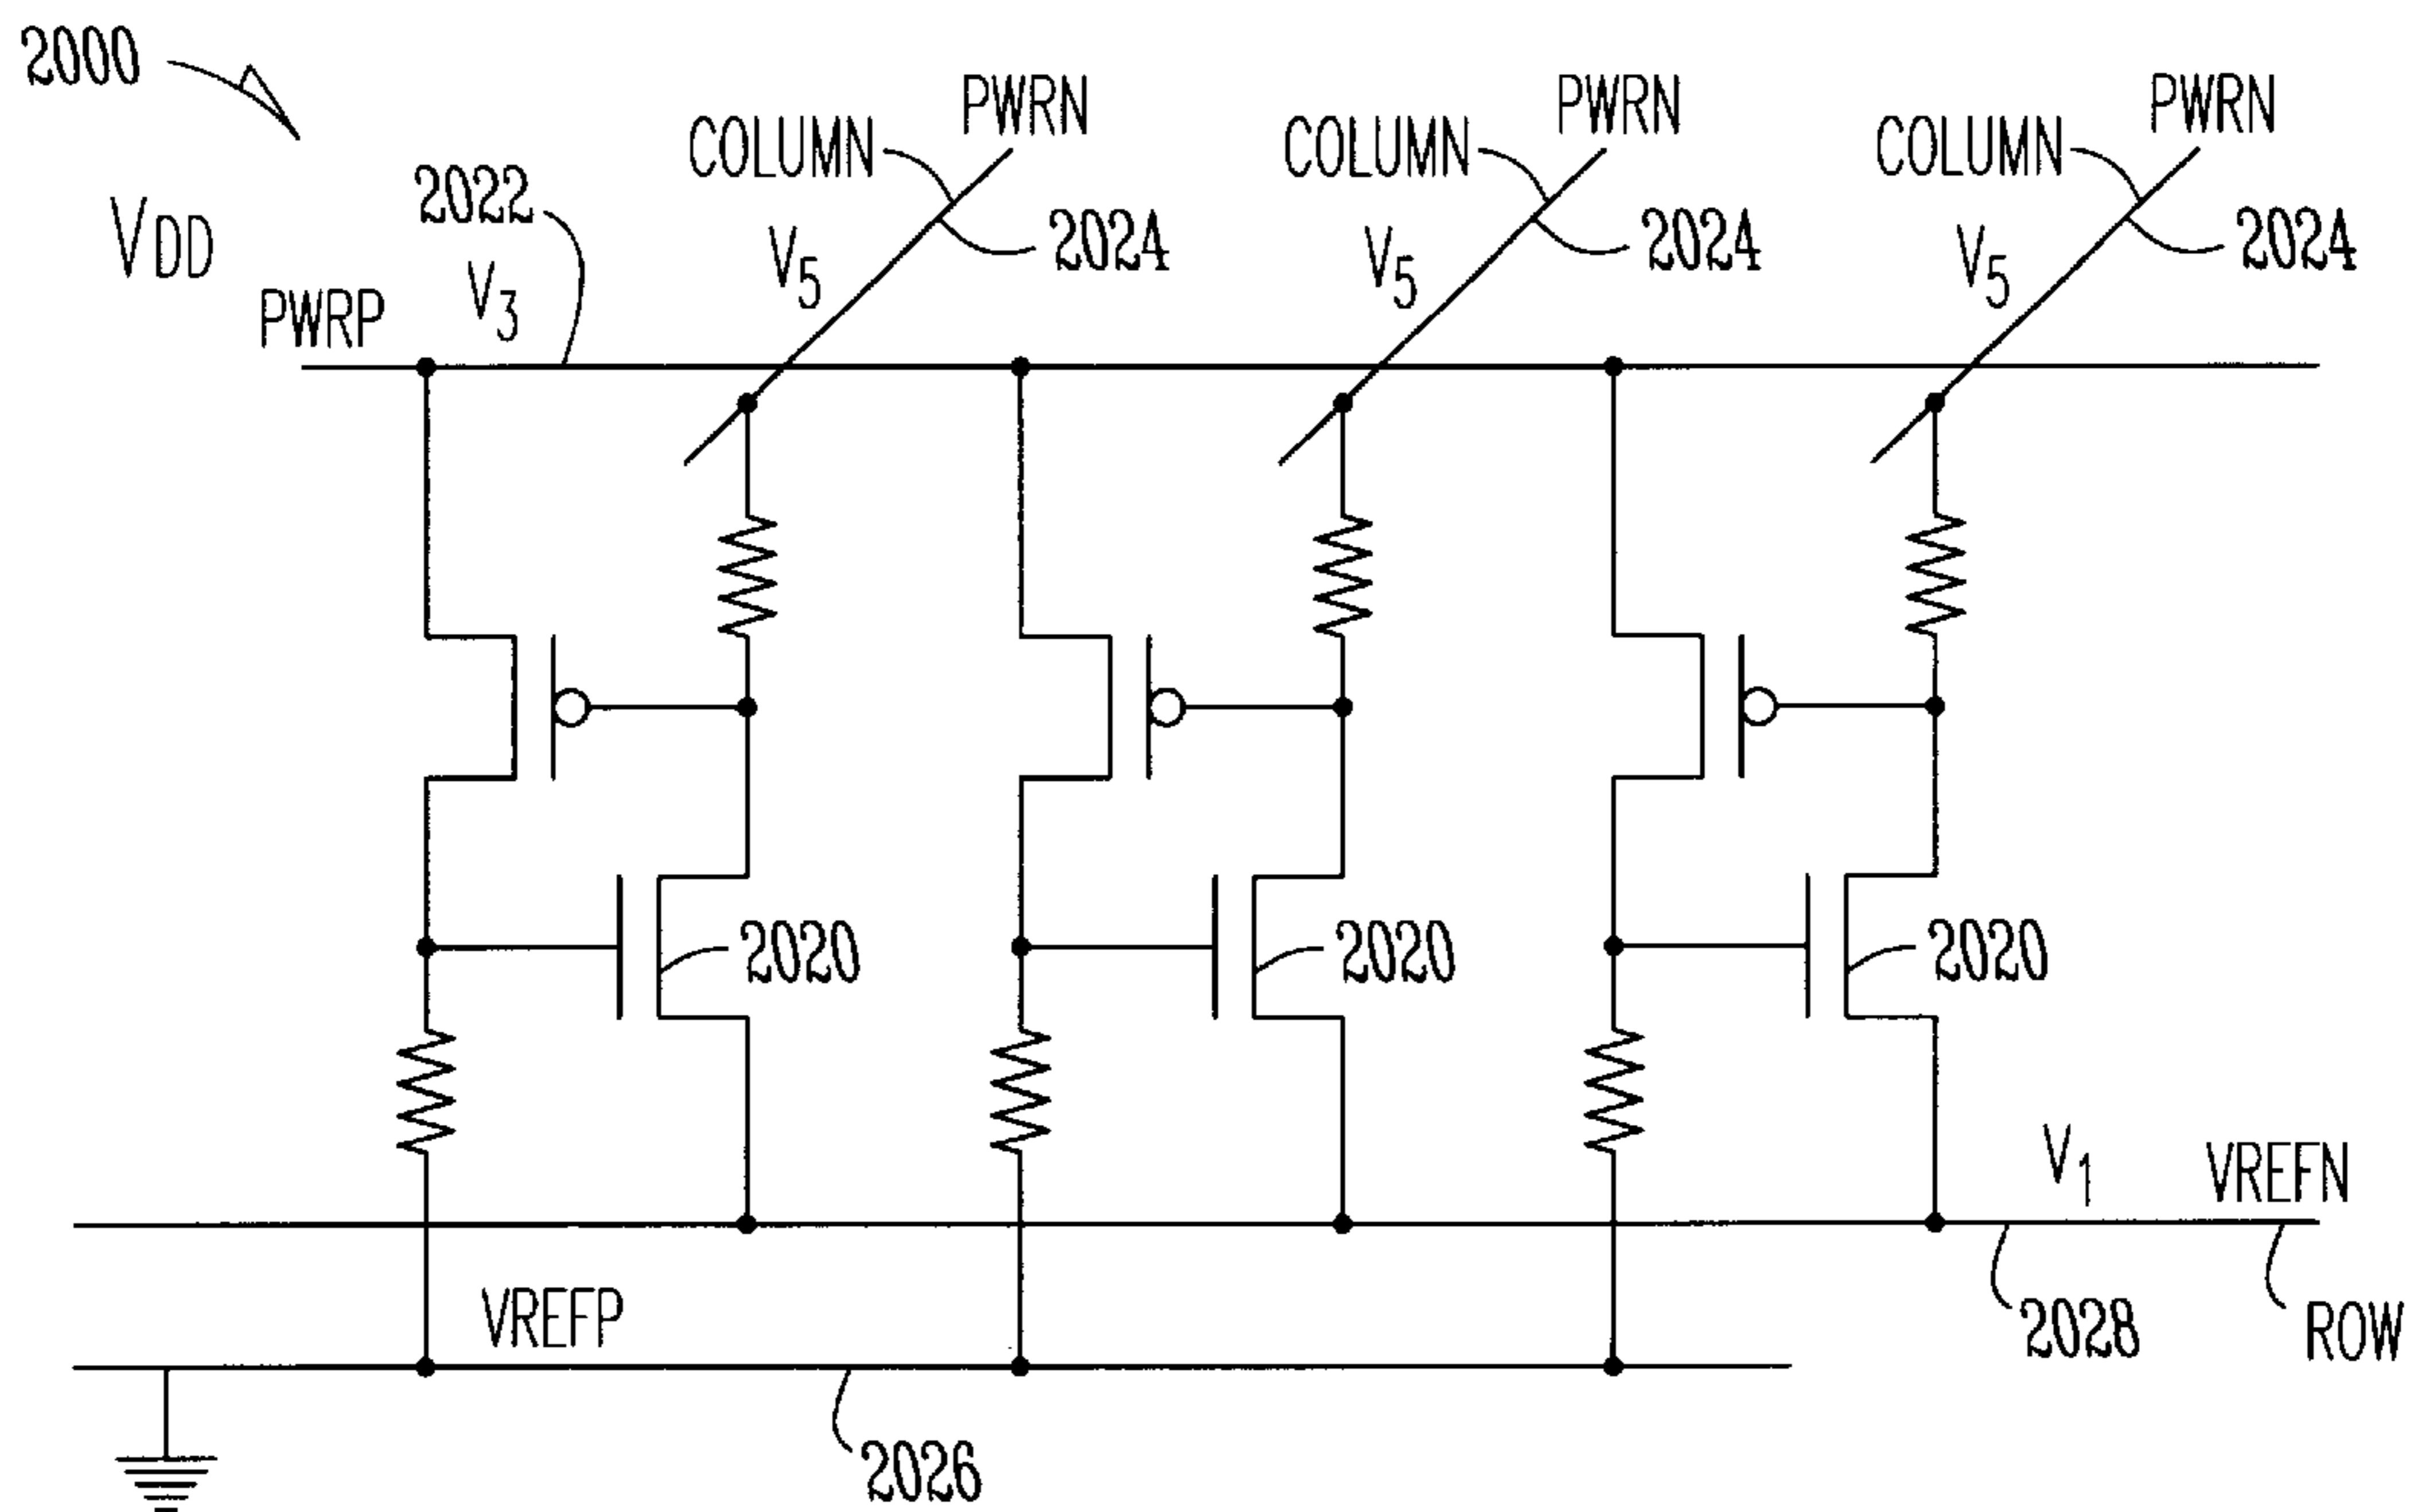 2000
PWRN
PWRN
PWRN
COLUMN
COLUMN
COLUMN
2022
VDD
V5
2024
V5
2024
V5
2024
PWRP
V3
2020
2020
2020
V1
VREFN
VREFP
2028
ROW
2026